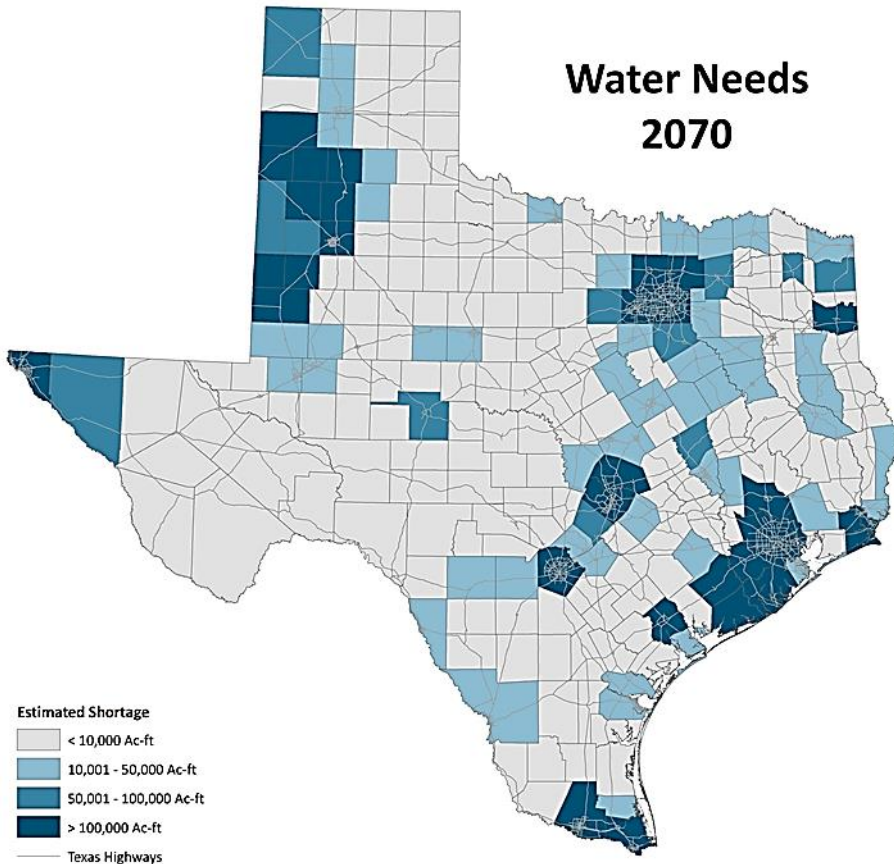 Water Needs
2070
Estimated Shortage
< 10,000 Ac-ft
10,001 - 50,000 Ac-ft
50,001 - 100,000 Ac-ft
> 100,000 Ac-ft
Texas Highways